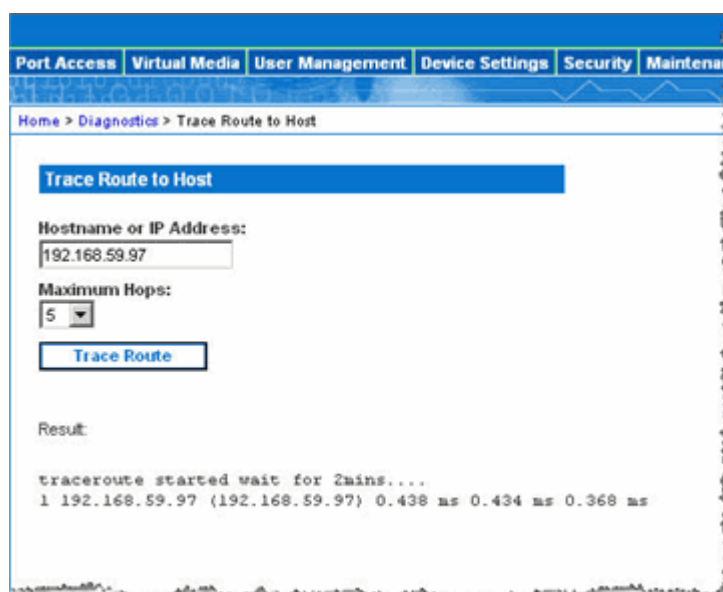 Port Access Virtual Media User Management Device Settings Security Maintena
Home > Diagnostics > Trace Route to Host
Trace Route to Host
Hostname or IP Address:
192.168.59.97
Maximum Hops:
5
Trace Route
Result:
traceroute started wait for 2mins....
1 192.168.59.97 (192.168.59.97) 0.438 ms 0.434 ms 0.368 ms